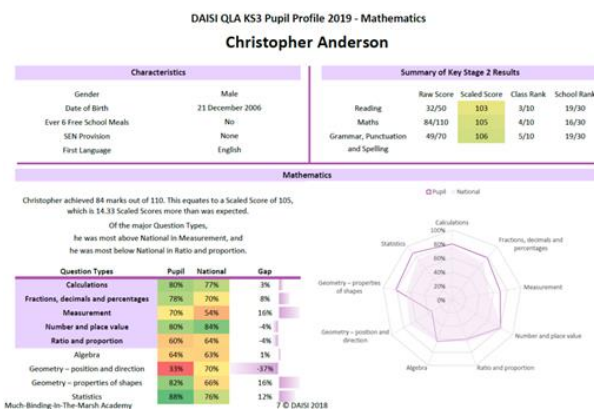 DAISI QLA KS3 Pupil Profile 2019 - Mathematics
Christopher Anderson
Characteristics
Gender Male
Date of Birth 21 December 2006
Ever 6 Free School Meals No
SEN Provision None
First Language English
Summary of Key Stage 2 Results
Raw Score Scaled Score Class Rank School Rank
Reading 32/50 103 3/10 19/30
Maths 84/110 105 4/10 16/30
Grammar, Punctuation and Spelling 49/70 106 5/10 19/30
Mathematics
Christopher achieved 84 marks out of 110. This equates to a Scaled Score of 105,
which is 14.33 Scaled Scores more than was expected.
Of the major Question Types,
he was most above National in Measurement, and
he was most below National in Ratio and proportion.
Question Types Pupil National Gap
Calculations 80% 77% 3%
Fractions, decimals and percentages 78% 70% 8%
Measurement 70% 54% 16%
Number and place value 80% 84% -4%
Ratio and proportion 60% 64% -4%
Algebra 64% 63% 1%
Geometry – position and direction 33% 70% -37%
Geometry – properties of shapes 82% 66% 16%
Statistics 88% 76% 12%
Pupil National
Calculations
100%
80%
60%
40%
20%
0%
Fractions, decimals and
percentages
Measurement
Number and place value
Ratio and proportion
Algebra
Geometry – position and
direction
Geometry – properties
of shapes
Statistics
Much-Binding-In-The-Marsh Academy
7 © DAISI 2018